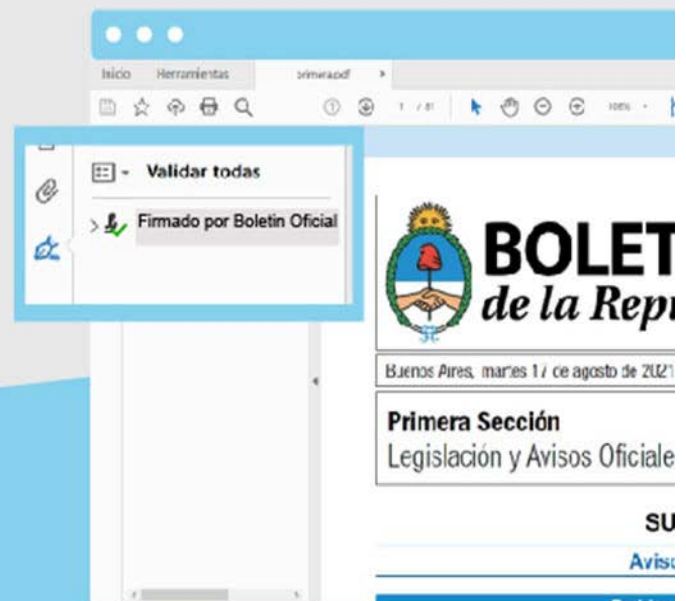 Inicio Herramientas primera.pdf
1 / 81 100%
Validar todas
Firmado por Boletin Oficial
BOLET
de la Repu
Buenos Aires, martes 17 de agosto de 2021
Primera Sección
Legislación y Avisos Oficiale
SU
Aviso